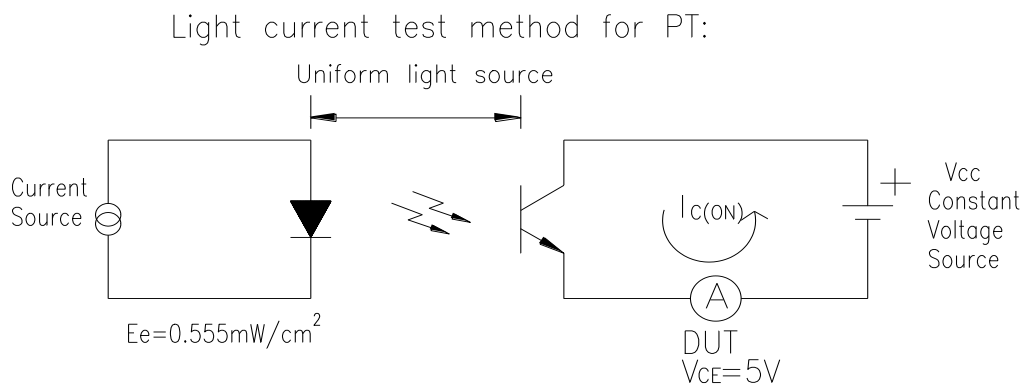 Light current test method for PT:
Uniform light source
Current
Source
Ee=0.555mW/cm²
IC(ON)
A
DUT
VCE=5V
+
Vcc
Constant
Voltage
Source